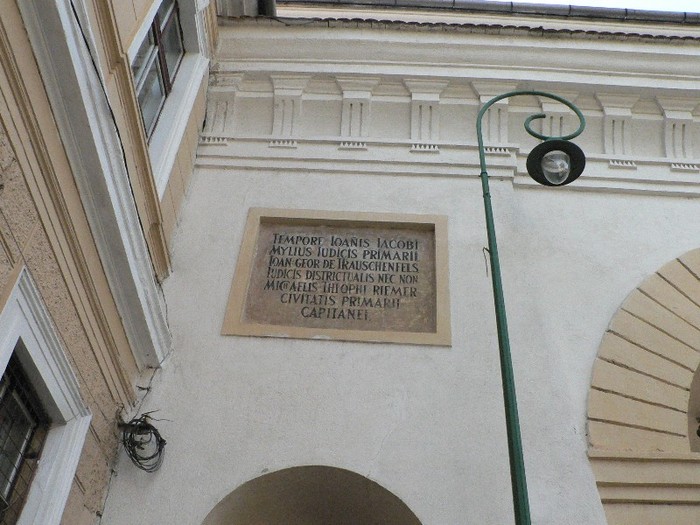 TEMPORE IOANIS IACOBI
MYLIUS IUDICIS PRIMARII
IOAN GEOR DE TRAUSCHENFELS
IUDICIS DISTRICTUALIS NEC NON
MICHAELIS THEOPHI RIEMER
CIVITATIS PRIMARII
CAPITANEI